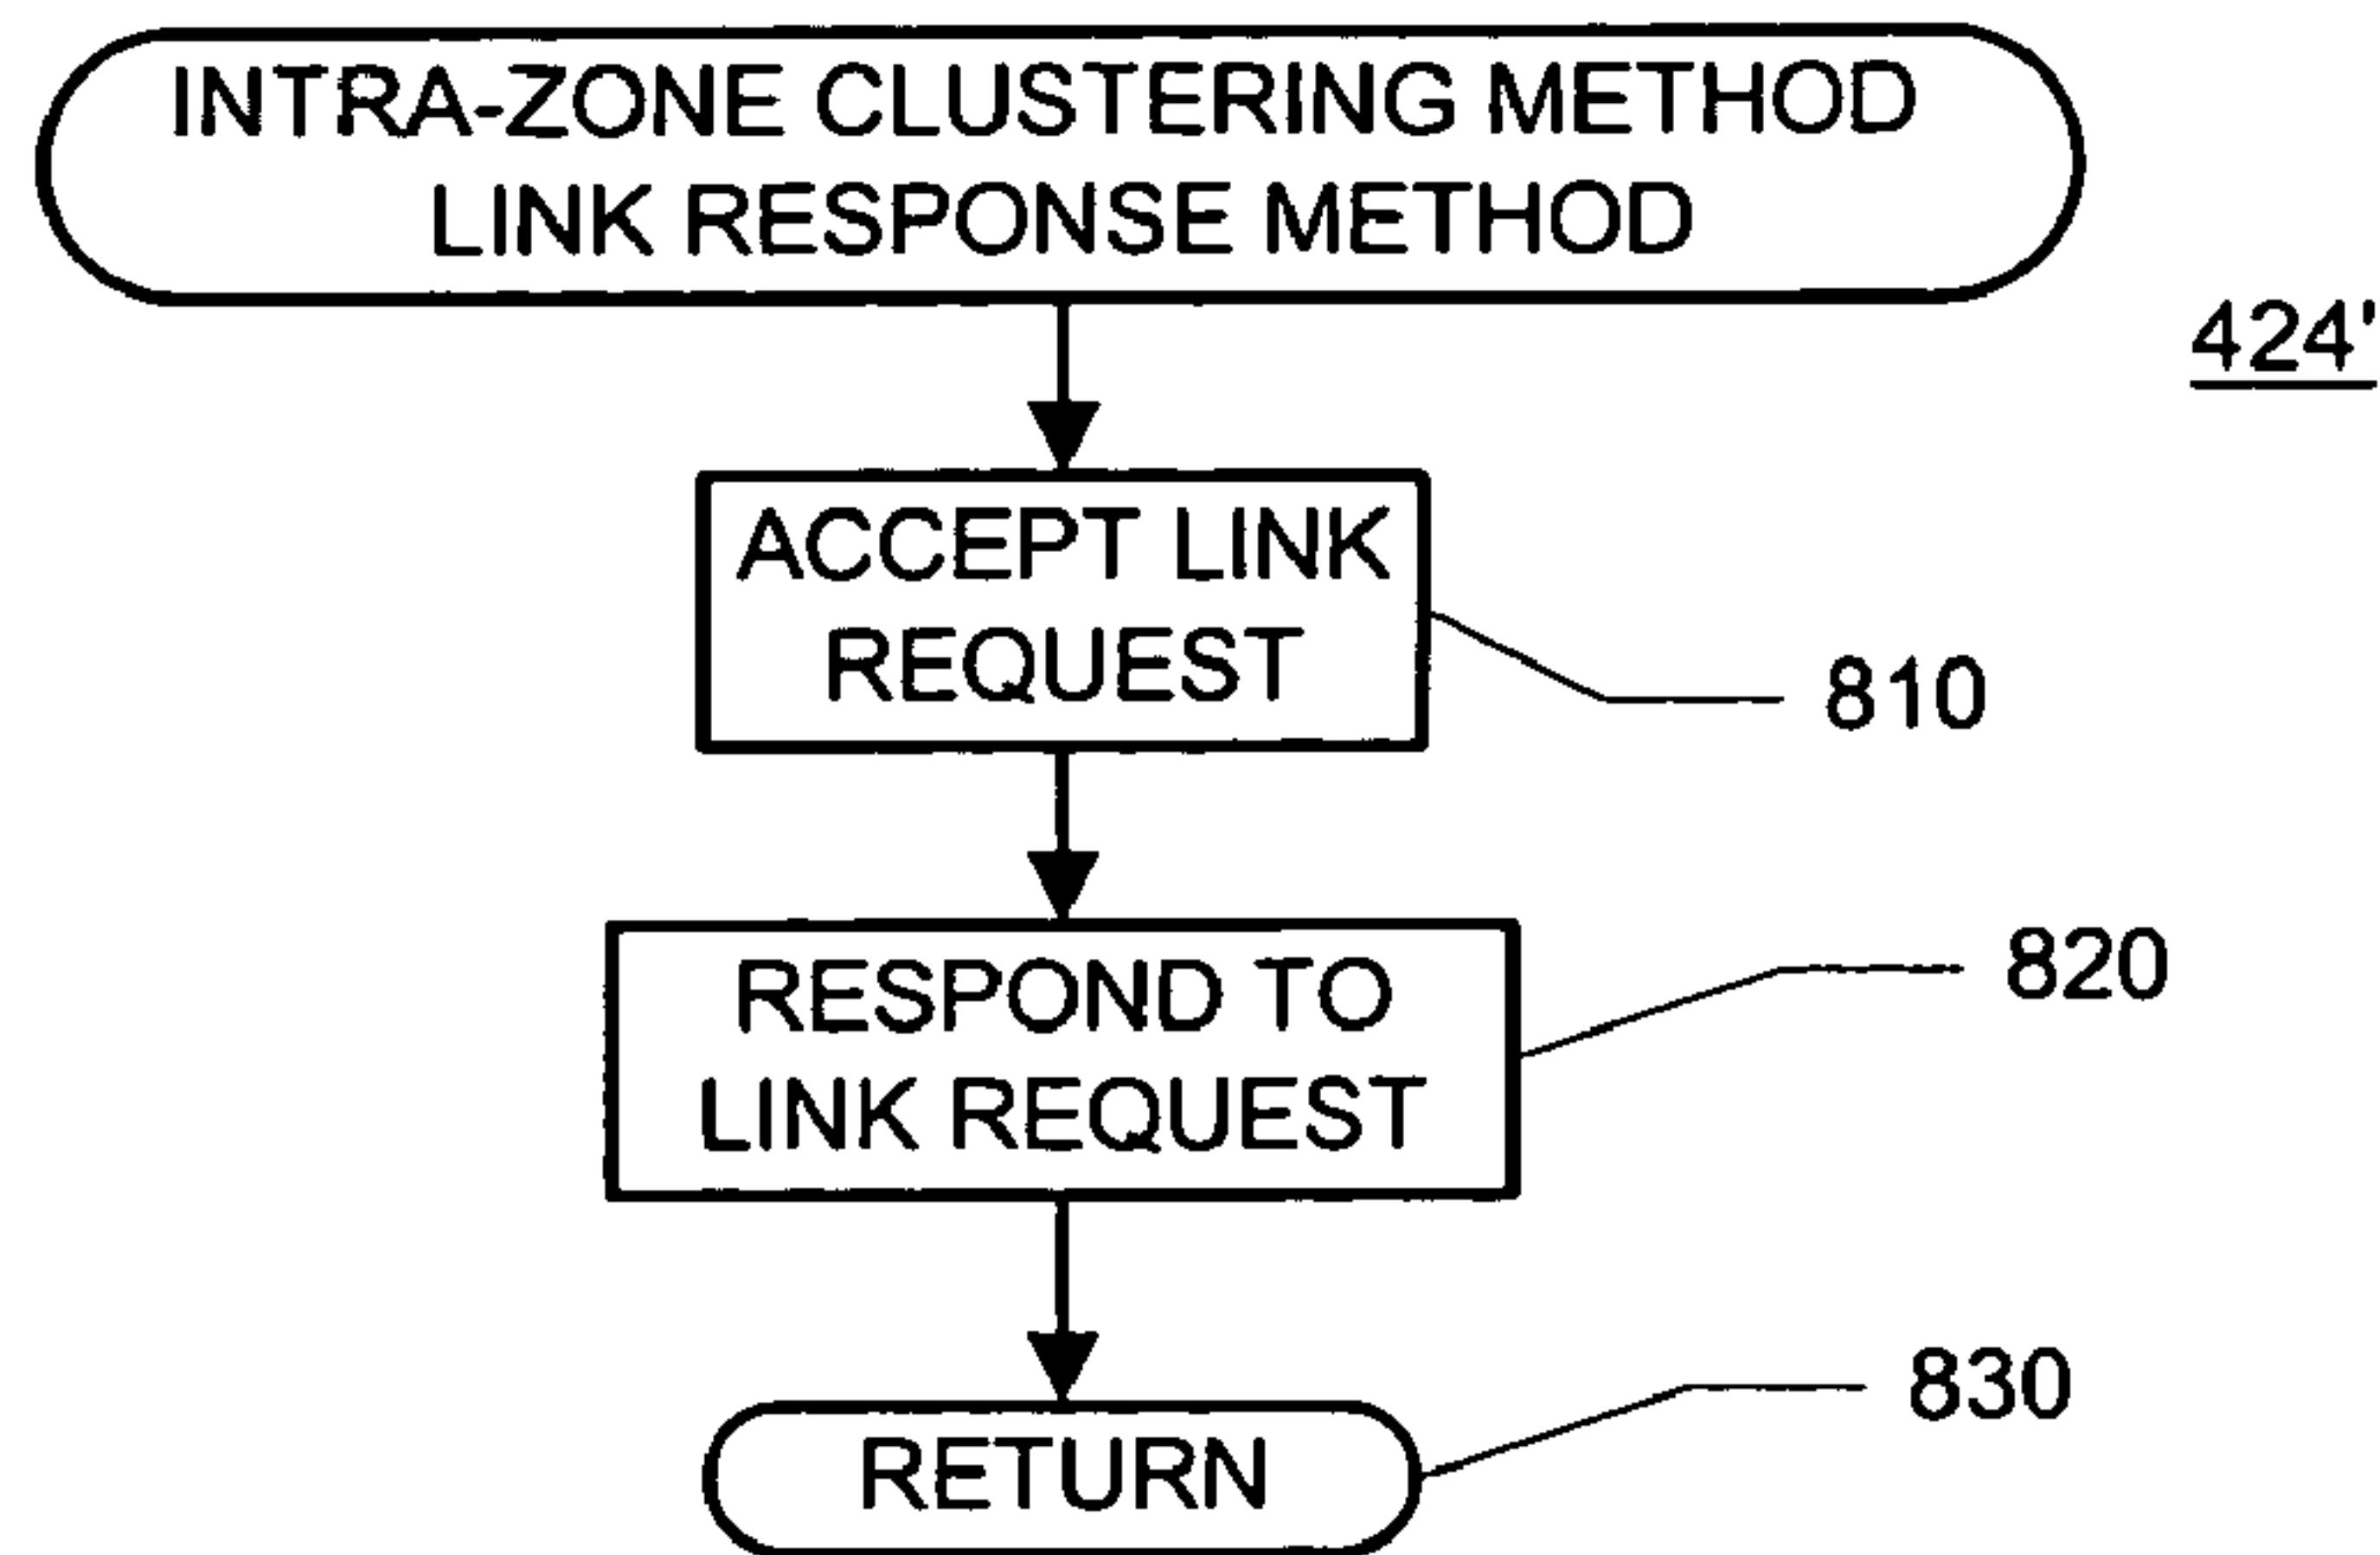 INTRA-ZONE CLUSTERING METHOD
LINK RESPONSE METHOD
424'
ACCEPT LINK
REQUEST
810
RESPOND TO
LINK REQUEST
820
RETURN
830